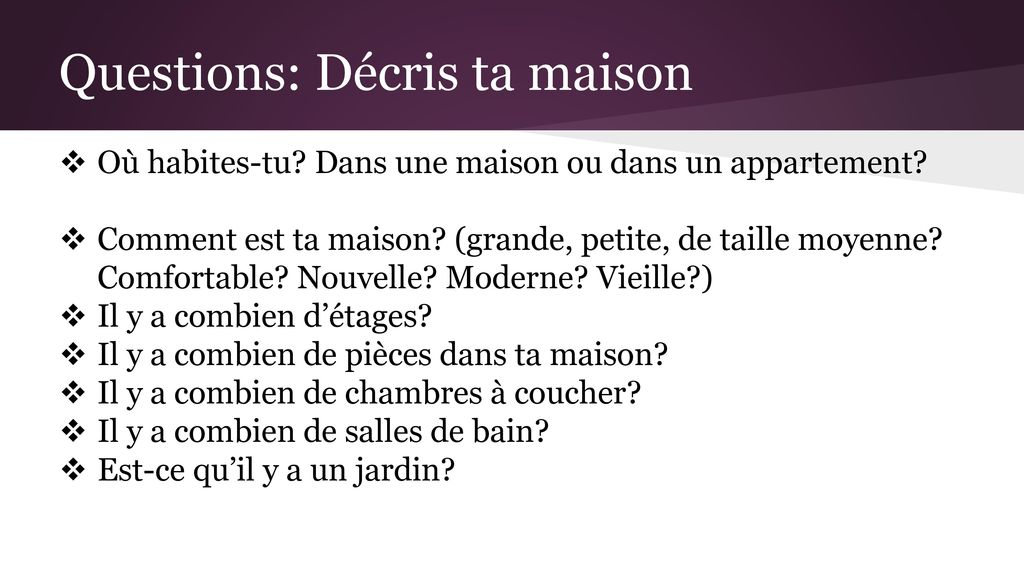 Questions: Décris ta maison
❖ Où habites-tu? Dans une maison ou dans un appartement?
❖ Comment est ta maison? (grande, petite, de taille moyenne?
Comfortable? Nouvelle? Moderne? Vieille?)
❖ Il y a combien d’étages?
❖ Il y a combien de pièces dans ta maison?
❖ Il y a combien de chambres à coucher?
❖ Il y a combien de salles de bain?
❖ Est-ce qu’il y a un jardin?